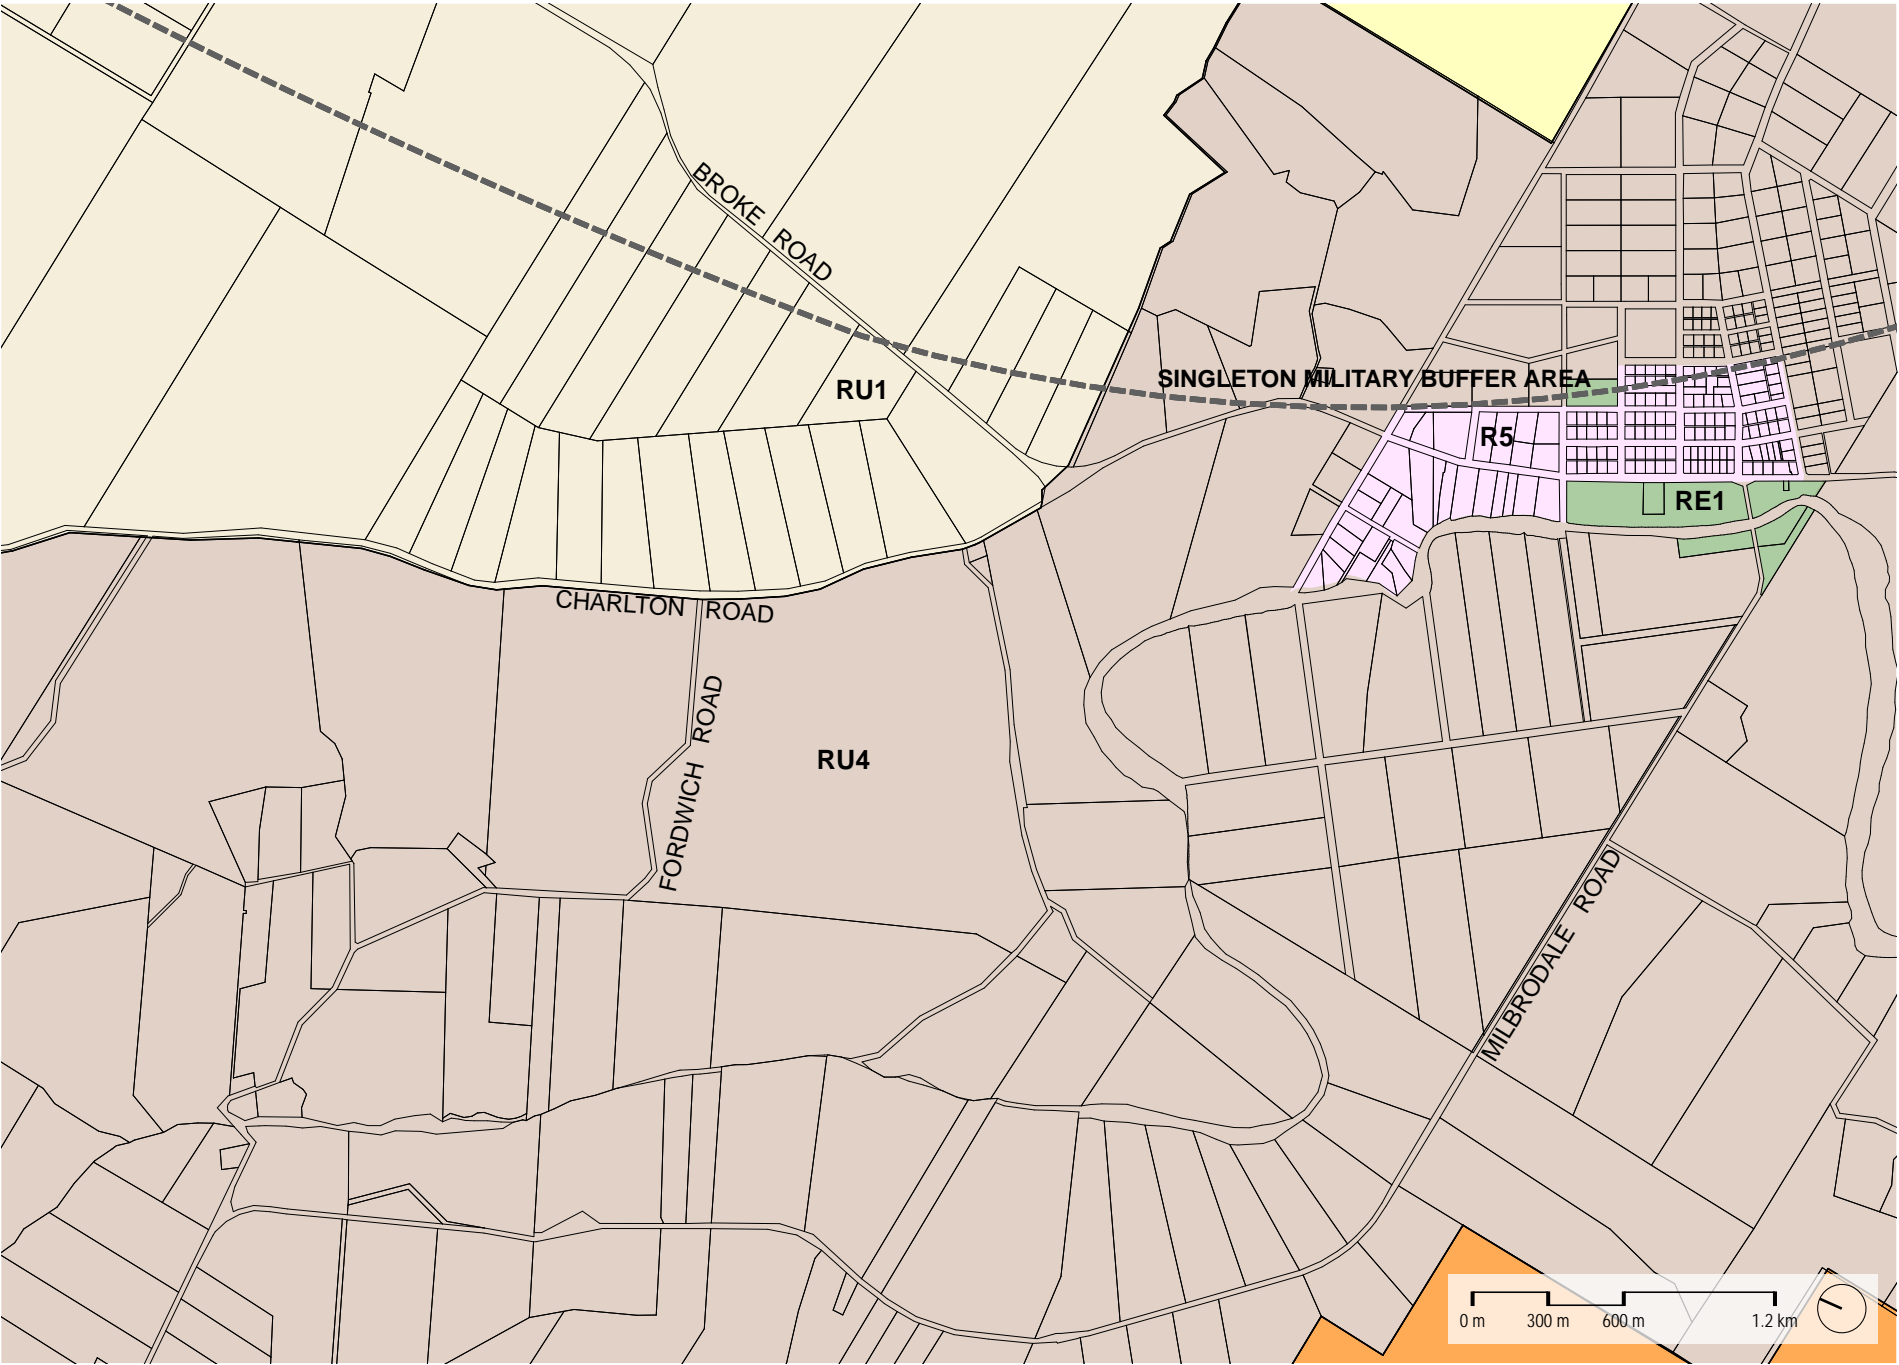 BROKE ROAD
RU1
SINGLETON MILITARY BUFFER AREA
R5
RE1
CHARLTON ROAD
FORDWICH ROAD
RU4
MILBRODALE ROAD
0 m 300 m 600 m 1.2 km